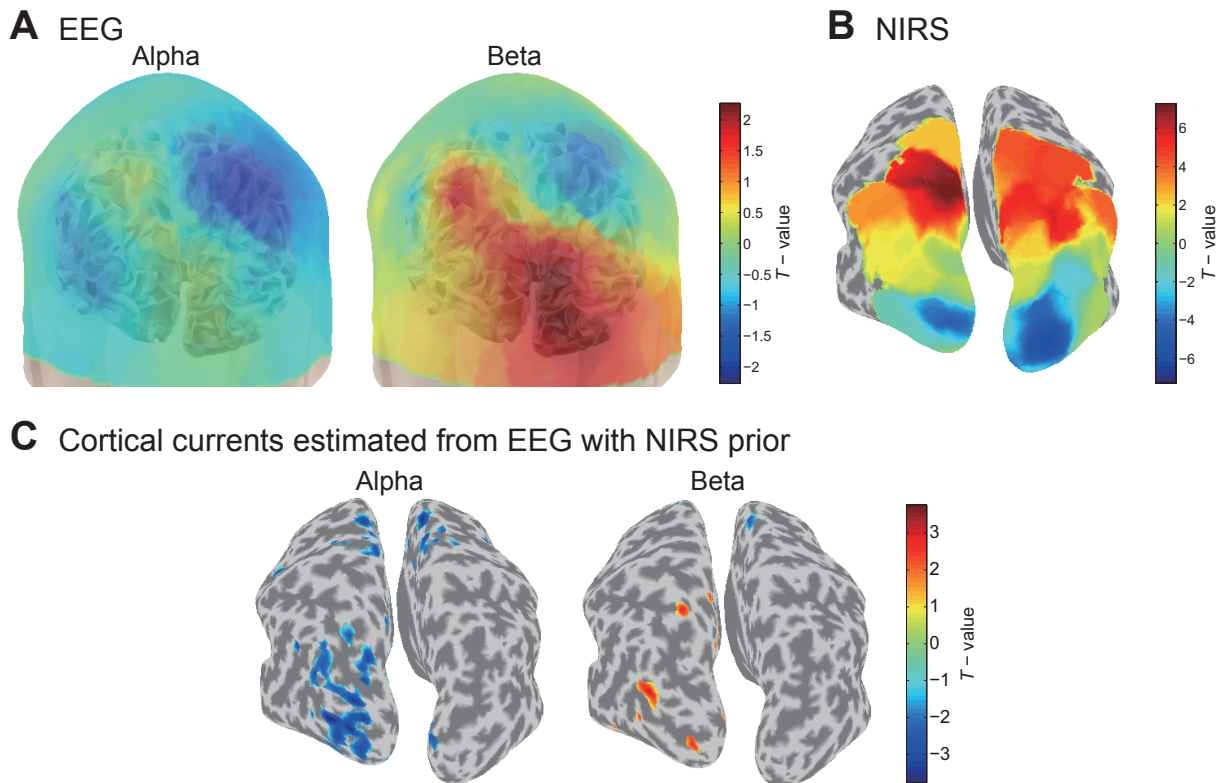 A EEG
Alpha
Beta
2
1.5
1
0.5
0
−0.5
−1
−1.5
−2
T − value
B NIRS
6
4
2
0
−2
−4
−6
T − value
C Cortical currents estimated from EEG with NIRS prior
Alpha
Beta
3
2
1
0
−1
−2
−3
T − value